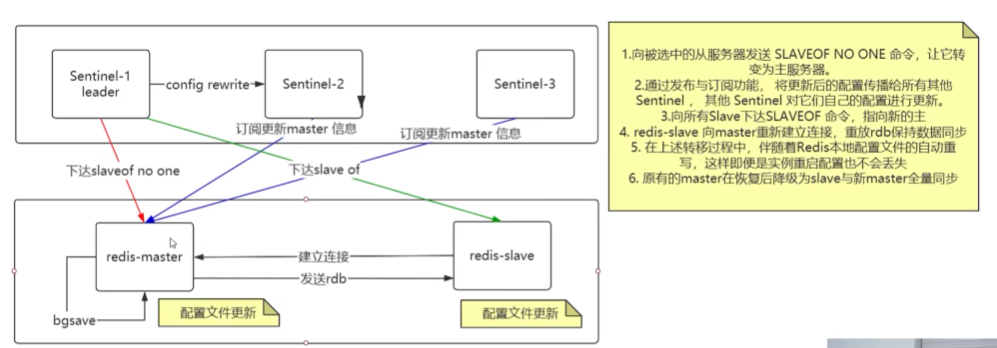 Sentinel-1
leader
config rewrite
Sentinel-2
Sentinel-3
订阅更新master 信息
订阅更新master 信息
下达slaveof no one
下达slave of
redis-master
建立连接
发送rdb
redis-slave
bgsave
配置文件更新
配置文件更新
1.向被选中的从服务器发送 SLAVEOF NO ONE 命令，让它转
变为主服务器。
2.通过发布与订阅功能， 将更新后的配置传播给所有其他
Sentinel ， 其他 Sentinel 对它们自己的配置进行更新。
3.向所有Slave下达SLAVEOF 命令，指向新的主
4. redis-slave 向master重新建立连接，重放rdb保持数据同步
5. 在上述转移过程中，伴随着Redis本地配置文件的自动重
写，这样即便是实例重启配置也不会丢失
6. 原有的master在恢复后降级为slave与新master全量同步